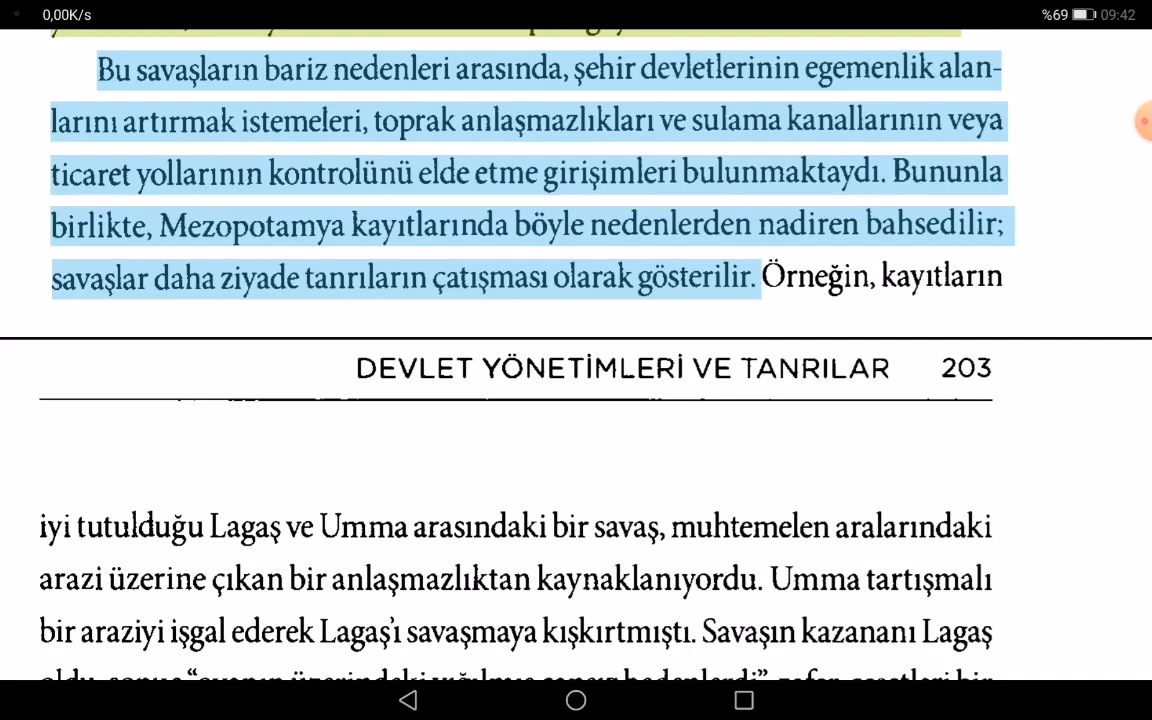 0,00K/s
%69 09:42
Bu savaşların bariz nedenleri arasında, şehir devletlerinin egemenlik alan-
larını artırmak istemeleri, toprak anlaşmazlıkları ve sulama kanallarının veya
ticaret yollarının kontrolünü elde etme girişimleri bulunmaktaydı. Bununla
birlikte, Mezopotamya kayıtlarında böyle nedenlerden nadiren bahsedilir;
savaşlar daha ziyade tanrıların çatışması olarak gösterilir. Örneğin, kayıtların
DEVLET YÖNETİMLERİ VE TANRILAR 203
iyi tutulduğu Lagaş ve Umma arasındaki bir savaş, muhtemelen aralarındaki
arazi üzerine çıkan bir anlaşmazlıktan kaynaklanıyordu. Umma tartışmalı
bir araziyi işgal ederek Lagaş'ı savaşmaya kışkırtmıştı. Savaşın kazananı Lagaş